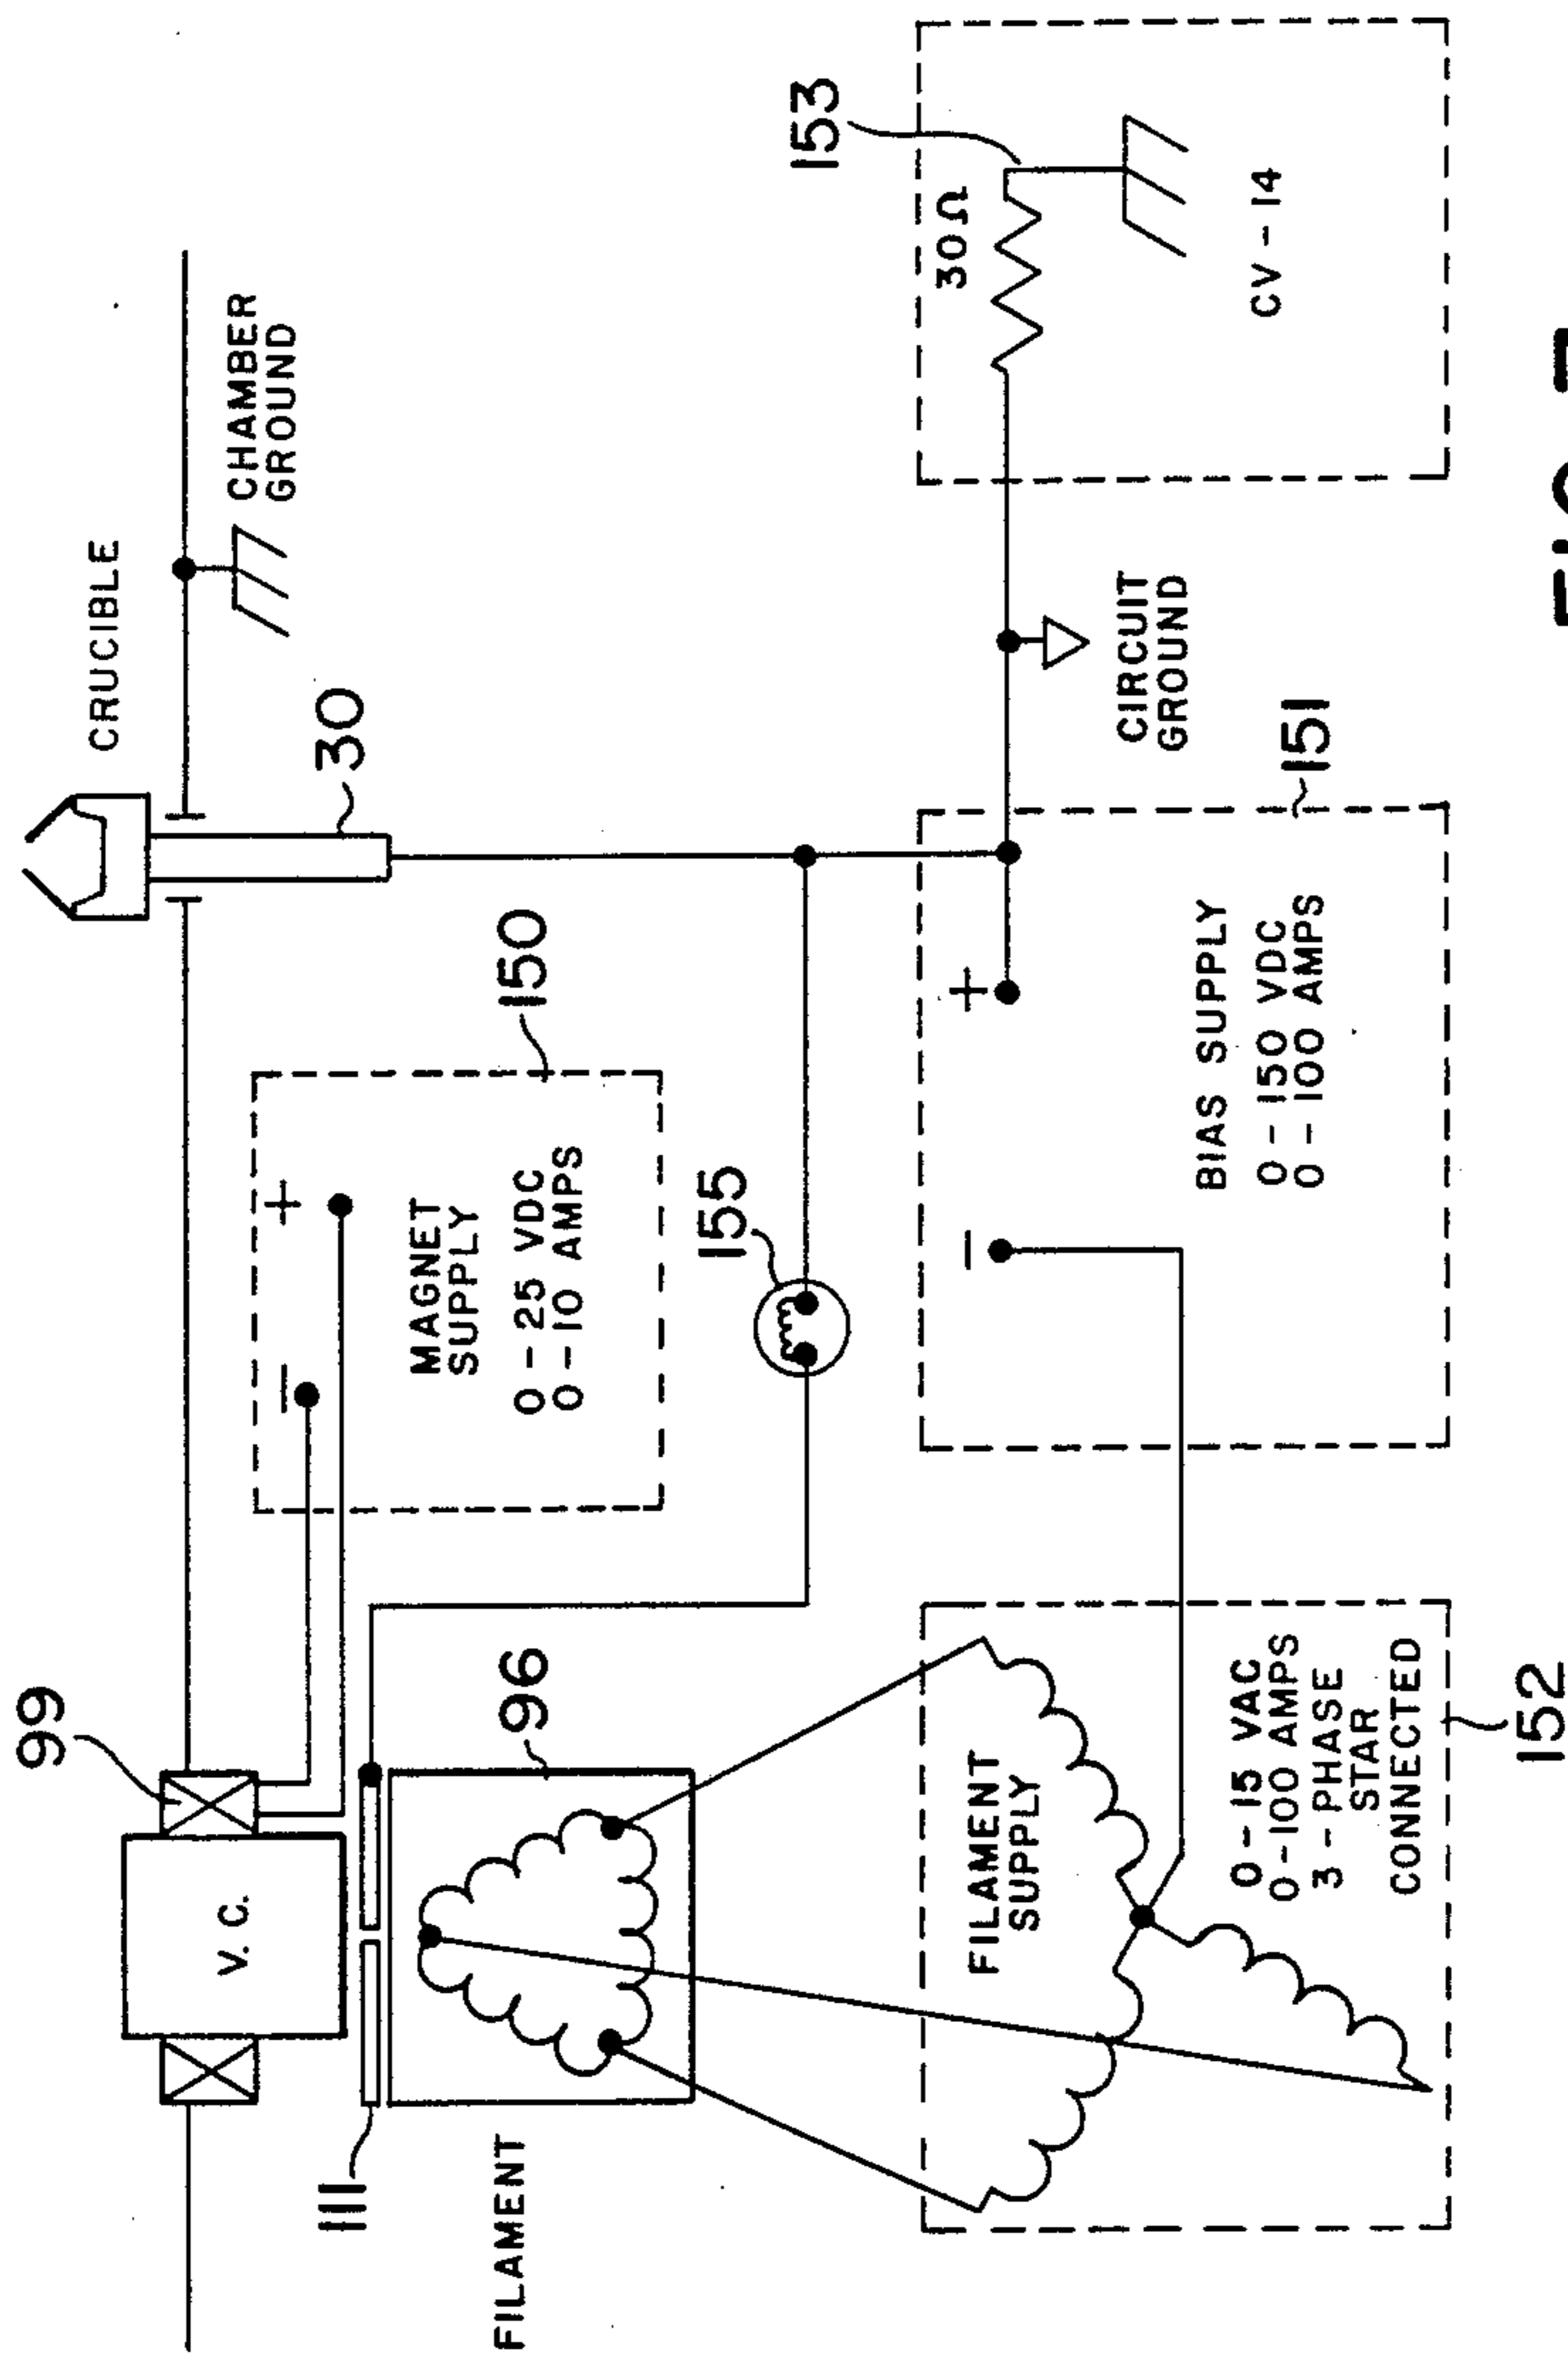 99
V. C.
111
FILAMENT
96
CRUCIBLE
CHAMBER
GROUND
30
150
MAGNET
SUPPLY
0 – 25 VDC
0 – 10 AMPS
– +
155
153
30Ω
CV – 14
CIRCUIT
GROUND
151
– +
BIAS SUPPLY
0 – 150 VDC
0 – 100 AMPS
FILAMENT
SUPPLY
0 – 15 VAC
0 – 100 AMPS
3 – PHASE
STAR
CONNECTED
152